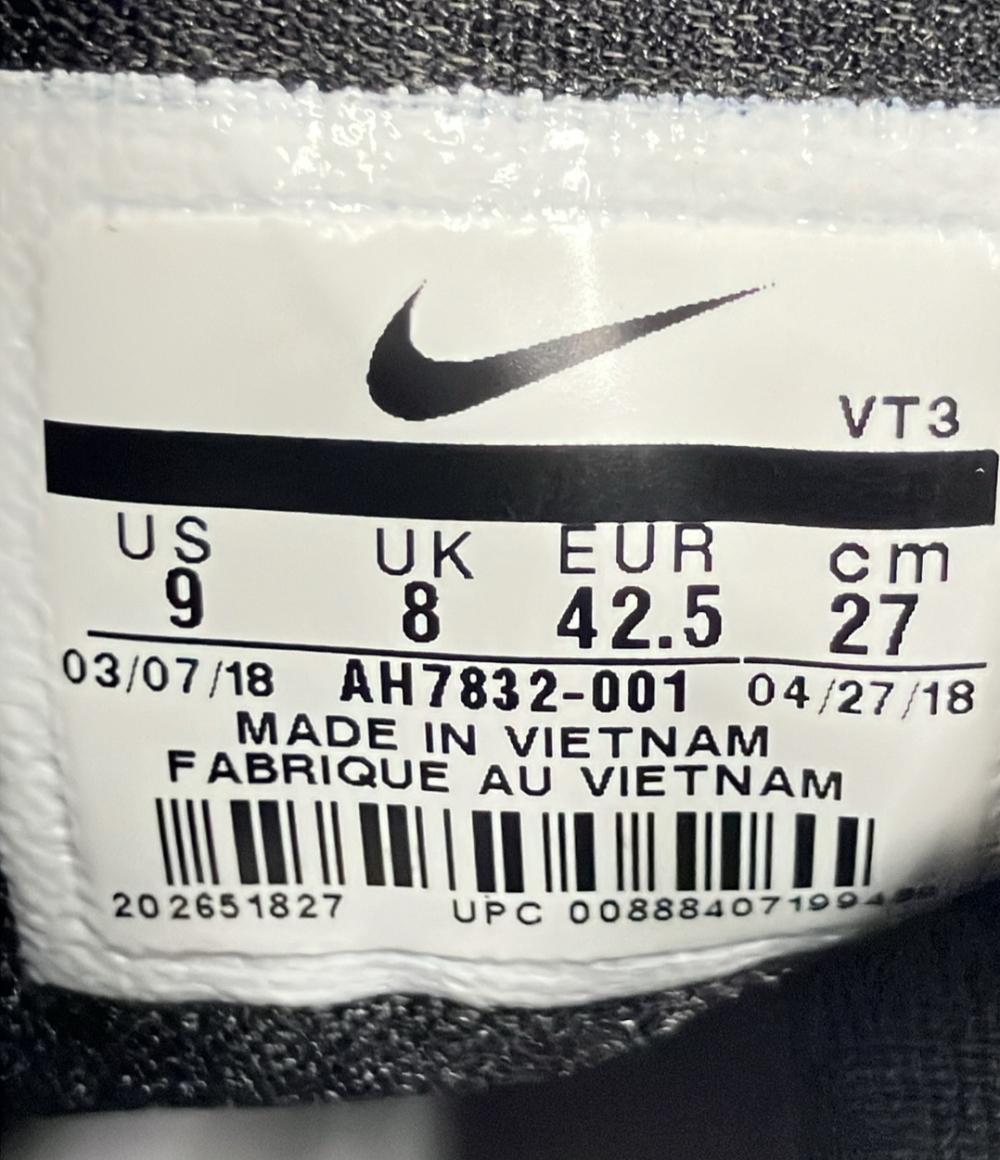 VT3
US UK EUR cm
9 8 42.5 27
03/07/18 AH7832-001 04/27/18
MADE IN VIETNAM
FABRIQUE AU VIETNAM
202651827 UPC